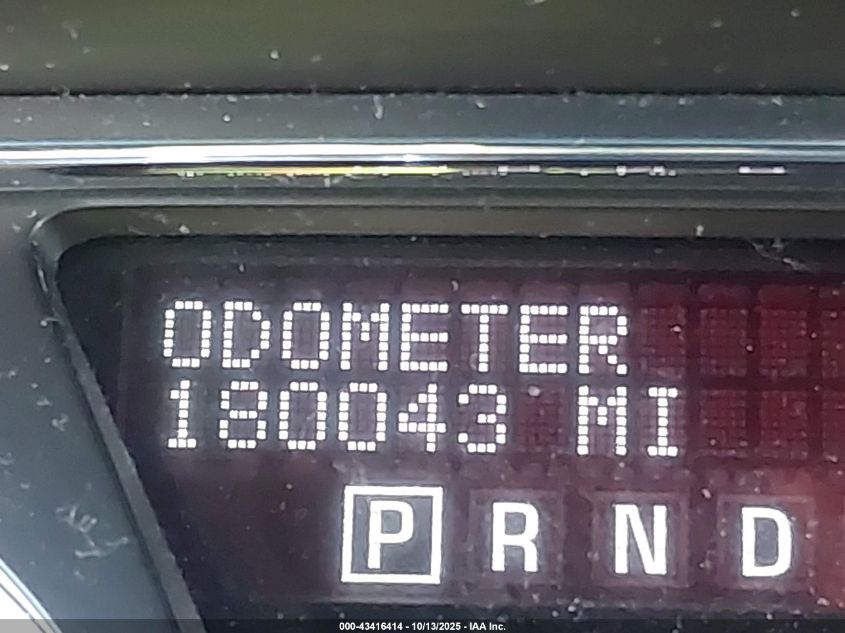 ODOMETER
180043 MI
P R N D
000-43416414 - 10/13/2025 - IAA Inc.